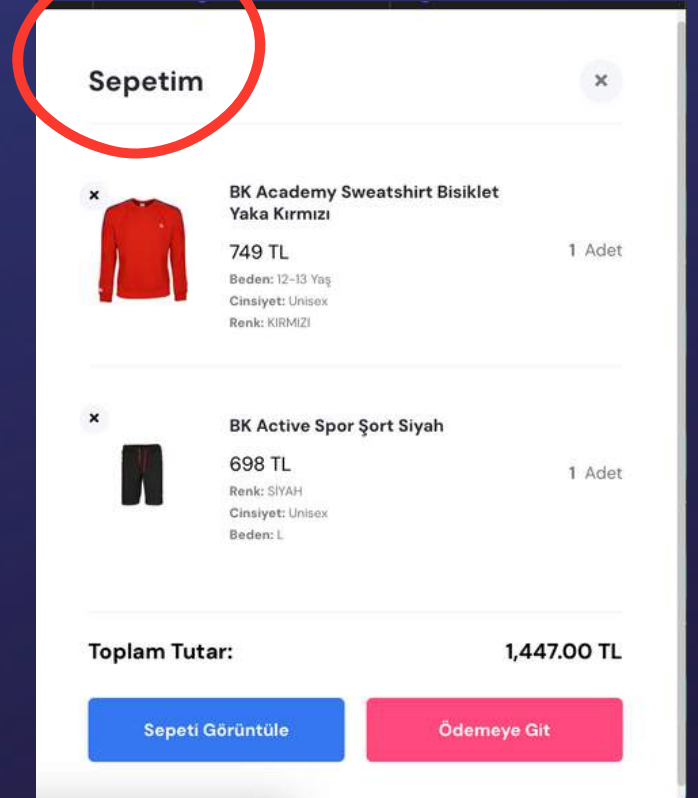 Sepetim
BK Academy Sweatshirt Bisiklet
Yaka Kırmızı
749 TL
1 Adet
Beden: 12-13 Yaş
Cinsiyet: Unisex
Renk: KIRMIZI
BK Active Spor Şort Siyah
698 TL
1 Adet
Renk: SİYAH
Cinsiyet: Unisex
Beden: L
Toplam Tutar:
1,447.00 TL
Sepeti Görüntüle
Ödemeye Git